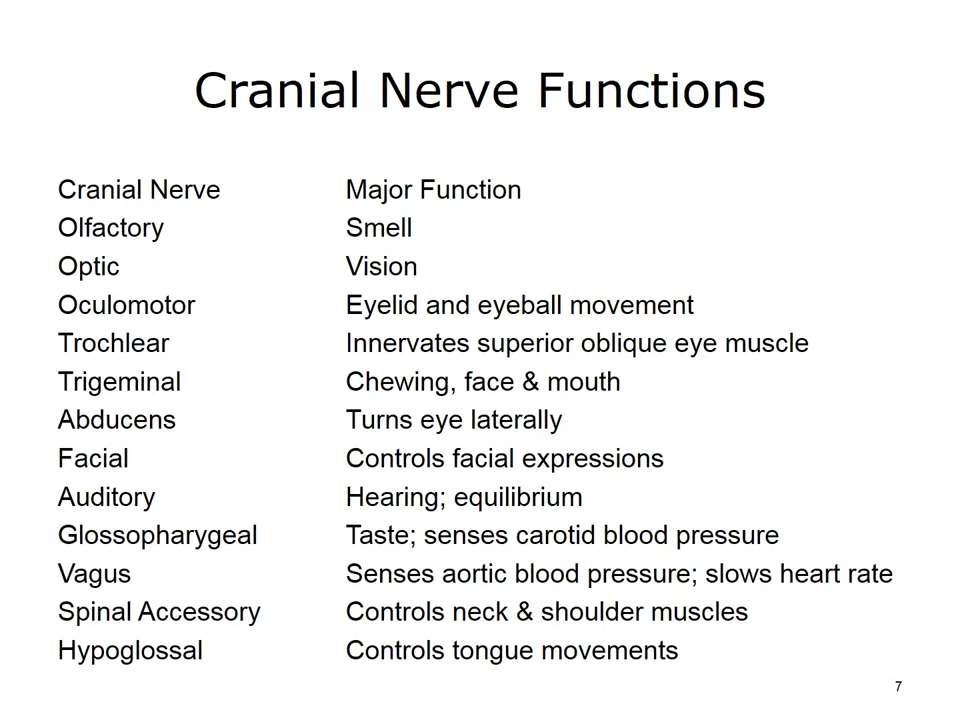 Cranial Nerve Functions
Cranial Nerve Major Function
Olfactory Smell
Optic Vision
Oculomotor Eyelid and eyeball movement
Trochlear Innervates superior oblique eye muscle
Trigeminal Chewing, face & mouth
Abducens Turns eye laterally
Facial Controls facial expressions
Auditory Hearing; equilibrium
Glossopharygeal Taste; senses carotid blood pressure
Vagus Senses aortic blood pressure; slows heart rate
Spinal Accessory Controls neck & shoulder muscles
Hypoglossal Controls tongue movements
7